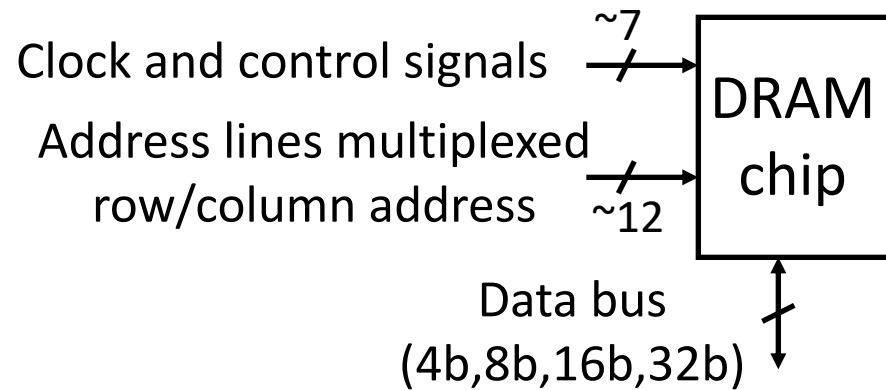 ~7
Clock and control signals
DRAM
chip
Address lines multiplexed
row/column address
~12
Data bus
(4b,8b,16b,32b)